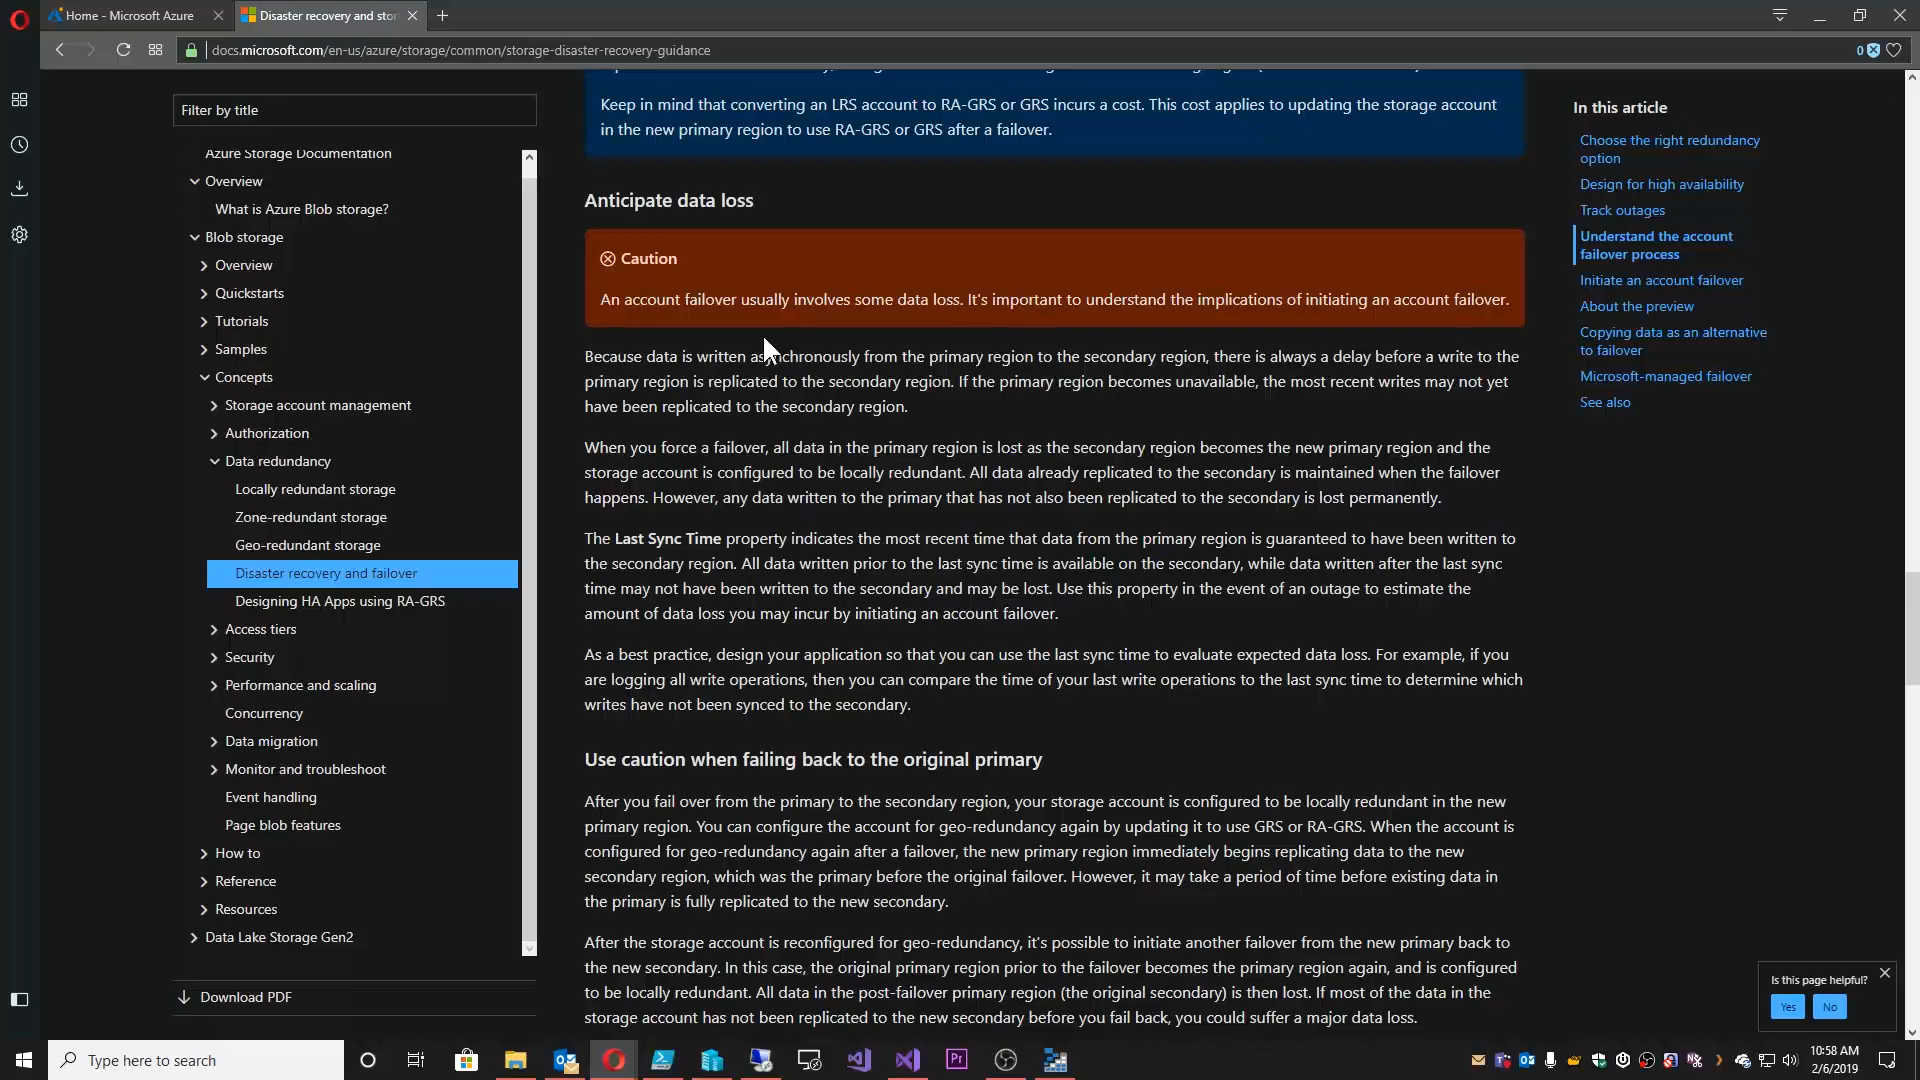 Home - Microsoft Azure
Disaster recovery and stor
docs.microsoft.com/en-us/azure/storage/common/storage-disaster-recovery-guidance
0
Filter by title
Azure Storage Documentation
Overview
What is Azure Blob storage?
Blob storage
Overview
Quickstarts
Tutorials
Samples
Concepts
Storage account management
Authorization
Data redundancy
Locally redundant storage
Zone-redundant storage
Geo-redundant storage
Disaster recovery and failover
Designing HA Apps using RA-GRS
Access tiers
Security
Performance and scaling
Concurrency
Data migration
Monitor and troubleshoot
Event handling
Page blob features
How to
Reference
Resources
Data Lake Storage Gen2
Download PDF
Keep in mind that converting an LRS account to RA-GRS or GRS incurs a cost. This cost applies to updating the storage account
in the new primary region to use RA-GRS or GRS after a failover.
Anticipate data loss
Caution
An account failover usually involves some data loss. It's important to understand the implications of initiating an account failover.
Because data is written asynchronously from the primary region to the secondary region, there is always a delay before a write to the
primary region is replicated to the secondary region. If the primary region becomes unavailable, the most recent writes may not yet
have been replicated to the secondary region.
When you force a failover, all data in the primary region is lost as the secondary region becomes the new primary region and the
storage account is configured to be locally redundant. All data already replicated to the secondary is maintained when the failover
happens. However, any data written to the primary that has not also been replicated to the secondary is lost permanently.
The Last Sync Time property indicates the most recent time that data from the primary region is guaranteed to have been written to
the secondary region. All data written prior to the last sync time is available on the secondary, while data written after the last sync
time may not have been written to the secondary and may be lost. Use this property in the event of an outage to estimate the
amount of data loss you may incur by initiating an account failover.
As a best practice, design your application so that you can use the last sync time to evaluate expected data loss. For example, if you
are logging all write operations, then you can compare the time of your last write operations to the last sync time to determine which
writes have not been synced to the secondary.
Use caution when failing back to the original primary
After you fail over from the primary to the secondary region, your storage account is configured to be locally redundant in the new
primary region. You can configure the account for geo-redundancy again by updating it to use GRS or RA-GRS. When the account is
configured for geo-redundancy again after a failover, the new primary region immediately begins replicating data to the new
secondary region, which was the primary before the original failover. However, it may take a period of time before existing data in
the primary is fully replicated to the new secondary.
After the storage account is reconfigured for geo-redundancy, it's possible to initiate another failover from the new primary back to
the new secondary. In this case, the original primary region prior to the failover becomes the primary region again, and is configured
to be locally redundant. All data in the post-failover primary region (the original secondary) is then lost. If most of the data in the
storage account has not been replicated to the new secondary before you fail back, you could suffer a major data loss.
In this article
Choose the right redundancy
option
Design for high availability
Track outages
Understand the account
failover process
Initiate an account failover
About the preview
Copying data as an alternative
to failover
Microsoft-managed failover
See also
Is this page helpful?
Yes No
Type here to search
Pr
10:58 AM
2/6/2019